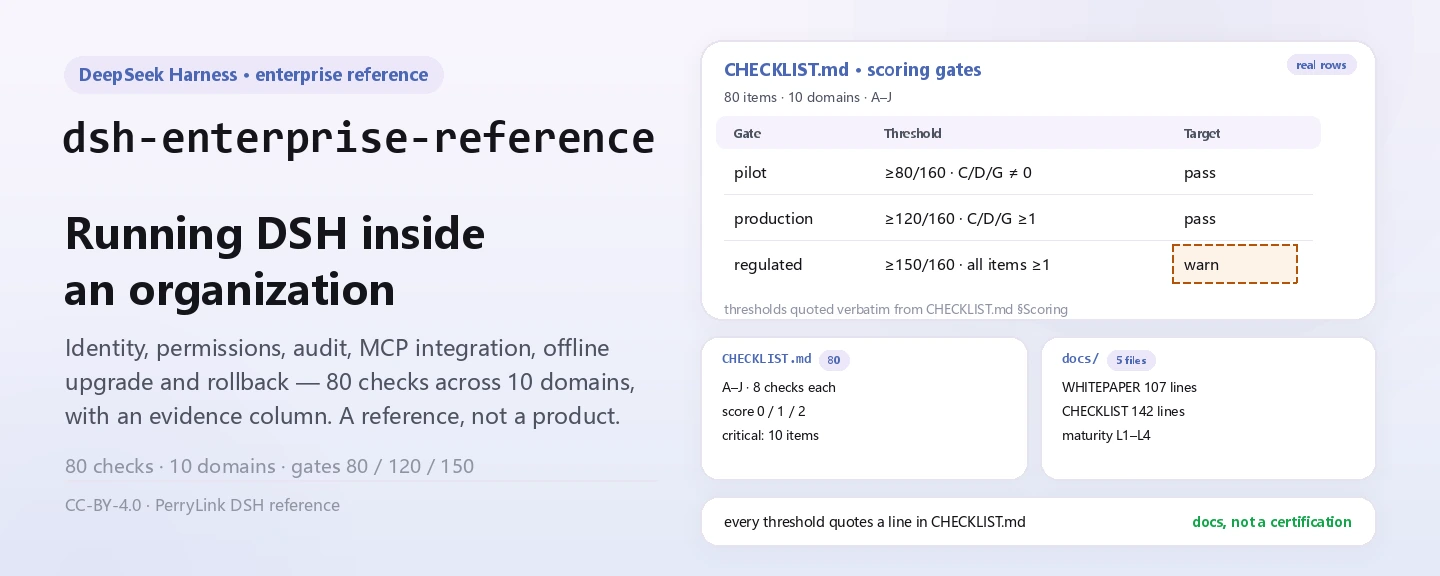 DeepSeek Harness • enterprise reference
dsh-enterprise-reference
Running DSH inside
an organization
Identity, permissions, audit, MCP integration, offline
upgrade and rollback — 80 checks across 10 domains,
with an evidence column. A reference, not a product.
80 checks · 10 domains · gates 80 / 120 / 150
CC-BY-4.0 · PerryLink DSH reference
CHECKLIST.md • scoring gates
real rows
80 items · 10 domains · A–J
Gate Threshold Target
pilot ≥80/160 · C/D/G ≠ 0 pass
production ≥120/160 · C/D/G ≥1 pass
regulated ≥150/160 · all items ≥1 warn
thresholds quoted verbatim from CHECKLIST.md §Scoring
CHECKLIST.md 80
A–J · 8 checks each
score 0 / 1 / 2
critical: 10 items
docs/ 5 files
WHITEPAPER 107 lines
CHECKLIST 142 lines
maturity L1–L4
every threshold quotes a line in CHECKLIST.md
docs, not a certification